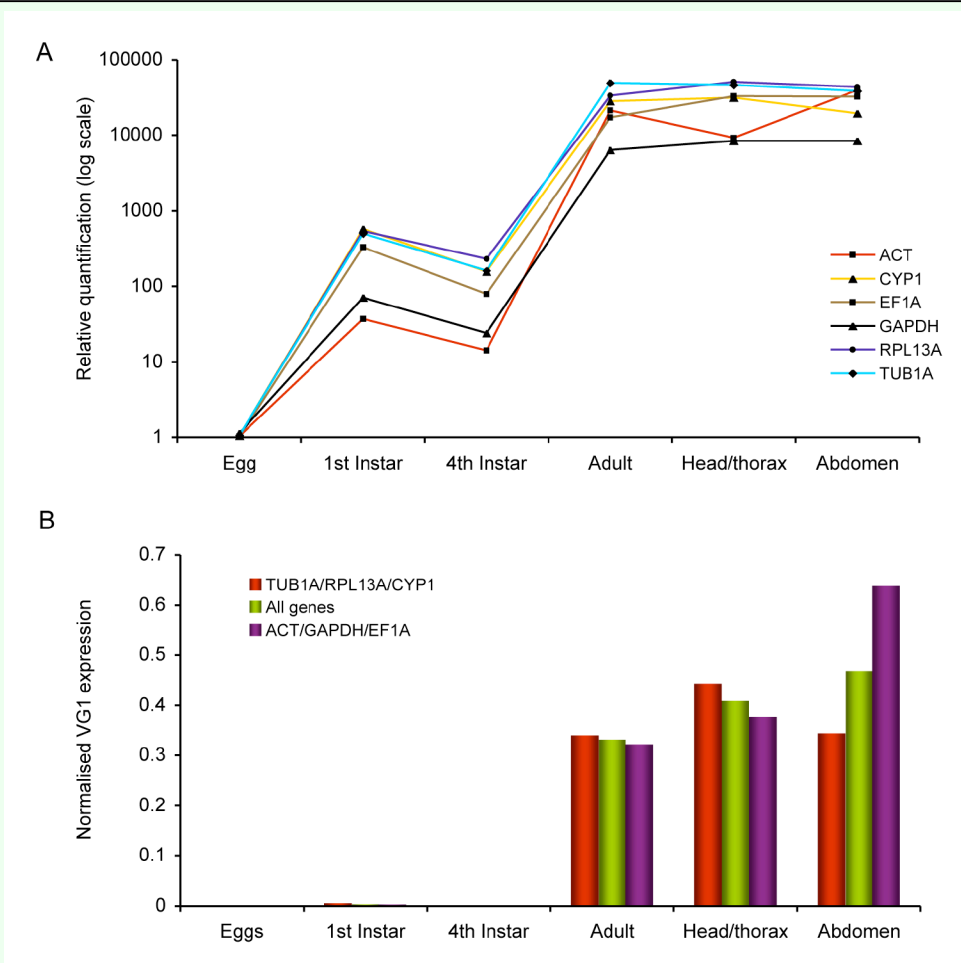 A
100000
10000
1000
100
10
1
Relative quantification (log scale)
ACT
CYP1
EF1A
GAPDH
RPL13A
TUB1A
Egg 1st Instar 4th Instar Adult Head/thorax Abdomen
B
0.7
0.6
0.5
0.4
0.3
0.2
0.1
0
Normalised VG1 expression
TUB1A/RPL13A/CYP1
All genes
ACT/GAPDH/EF1A
Eggs 1st Instar 4th Instar Adult Head/thorax Abdomen